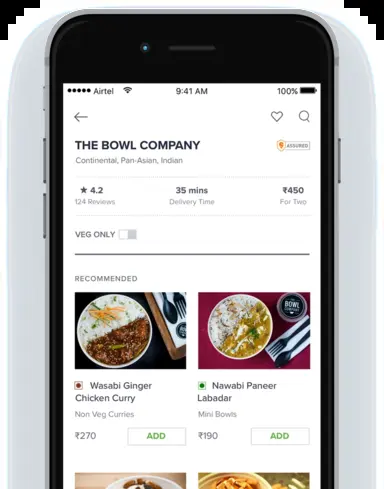 Airtel 9:41 AM 100%
THE BOWL COMPANY ASSURED
Continental, Pan-Asian, Indian
★ 4.2 35 mins ₹450
124 Reviews Delivery Time For Two
VEG ONLY
RECOMMENDED
THE BOWL COMPANY
Wasabi Ginger Chicken Curry
Nawabi Paneer Labadar
Non Veg Curries Mini Bowls
₹270 ADD ₹190 ADD